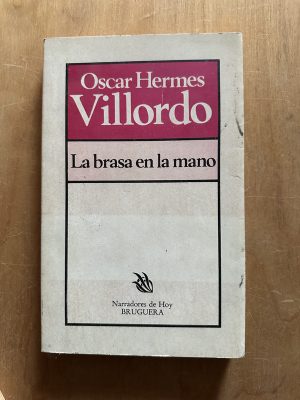 Oscar Hermes
Villordo
La brasa en la mano
Narradores de Hoy
BRUGUERA